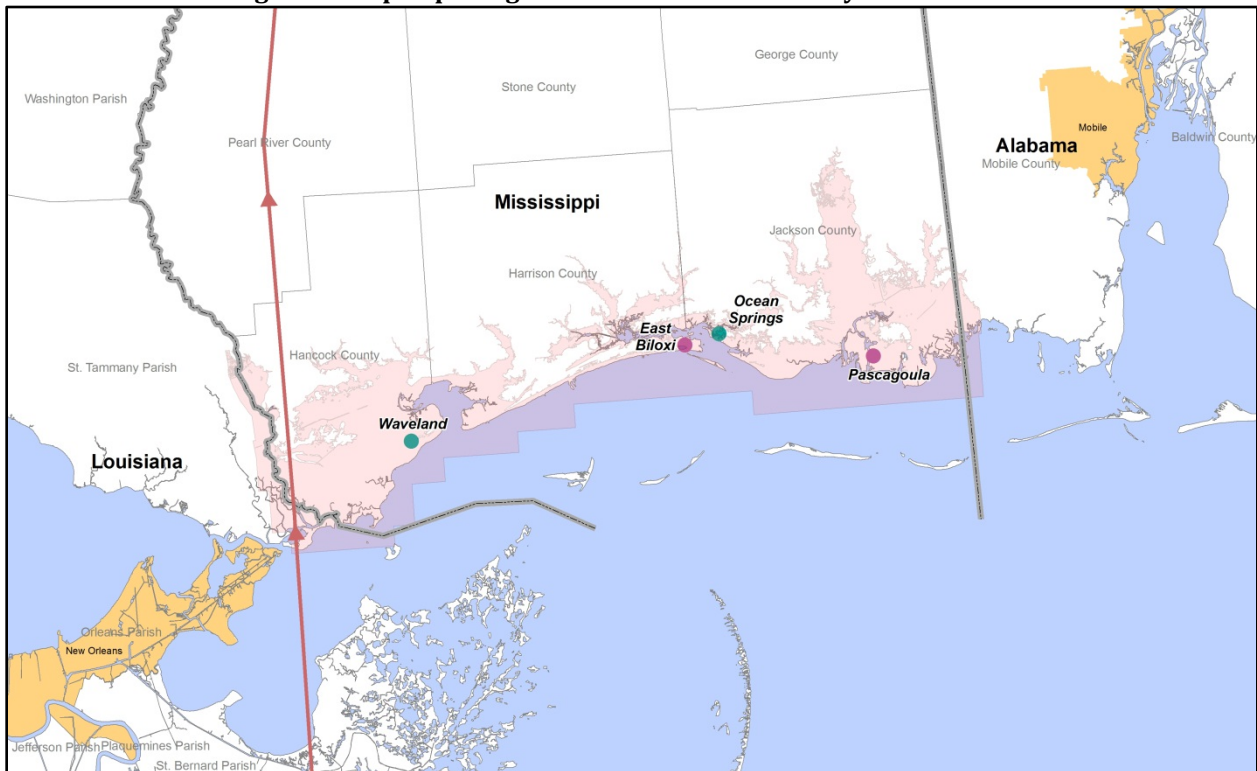 George County
Stone County
Washington Parish
Mobile
Pearl River County
Baldwin County
Alabama
Mobile County
Mississippi
Jackson County
Harrison County
Ocean
Springs
East
Biloxi
Hancock County
St. Tammany Parish
Pascagoula
Waveland
Louisiana
Orleans Parish
New Orleans
Jefferson Parish
Plaquemines Parish
St. Bernard Parish